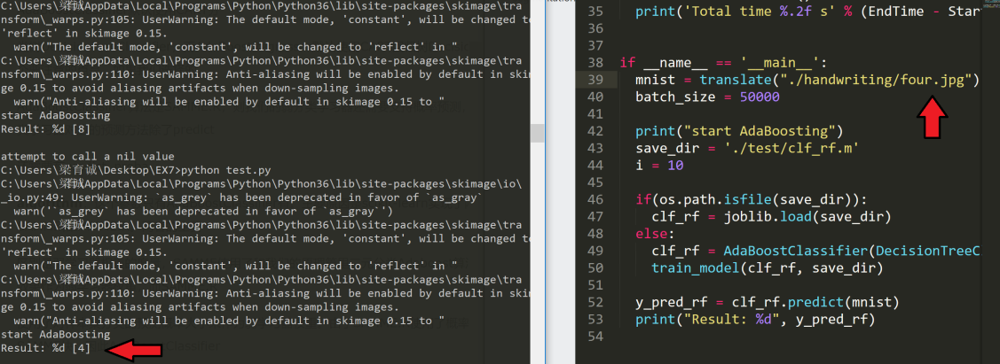 C:\Users\梁育诚\AppData\Local\Programs\Python\Python36\lib\site-packages\skimage\tra
nsform\_warps.py:105: UserWarning: The default mode, 'constant', will be changed to
'reflect' in skimage 0.15.
  warn("The default mode, 'constant', will be changed to 'reflect' in "
C:\Users\梁育诚\AppData\Local\Programs\Python\Python36\lib\site-packages\skimage\tra
nsform\_warps.py:110: UserWarning: Anti-aliasing will be enabled by default in skima
ge 0.15 to avoid aliasing artifacts when down-sampling images.
  warn("Anti-aliasing will be enabled by default in skimage 0.15 to "
start AdaBoosting
Result: %d [8]
attempt to call a nil value
C:\Users\梁育诚\Desktop\EX7>python test.py
C:\Users\梁育诚\AppData\Local\Programs\Python\Python36\lib\site-packages\skimage\io\
_io.py:49: UserWarning: `as_grey` has been deprecated in favor of `as_gray`
  warn('`as_grey` has been deprecated in favor of `as_gray`')
C:\Users\梁育诚\AppData\Local\Programs\Python\Python36\lib\site-packages\skimage\tra
nsform\_warps.py:105: UserWarning: The default mode, 'constant', will be changed to
'reflect' in skimage 0.15.
  warn("The default mode, 'constant', will be changed to 'reflect' in "
C:\Users\梁育诚\AppData\Local\Programs\Python\Python36\lib\site-packages\skimage\tra
nsform\_warps.py:110: UserWarning: Anti-aliasing will be enabled by default in skima
ge 0.15 to avoid aliasing artifacts when down-sampling images.
  warn("Anti-aliasing will be enabled by default in skimage 0.15 to "
start AdaBoosting
Result: %d [4]
35 print('Total time %.2f s' % (EndTime - Star
36
37
38 if __name__ == '__main__':
39 mnist = translate("./handwriting/four.jpg")
40 batch_size = 50000
41
42 print("start AdaBoosting")
43 save_dir = './test/clf_rf.m'
44 i = 10
45
46 if(os.path.isfile(save_dir)):
47 clf_rf = joblib.load(save_dir)
48 else:
49 clf_rf = AdaBoostClassifier(DecisionTreeC
50 train_model(clf_rf, save_dir)
51
52 y_pred_rf = clf_rf.predict(mnist)
53 print("Result: %d", y_pred_rf)
54